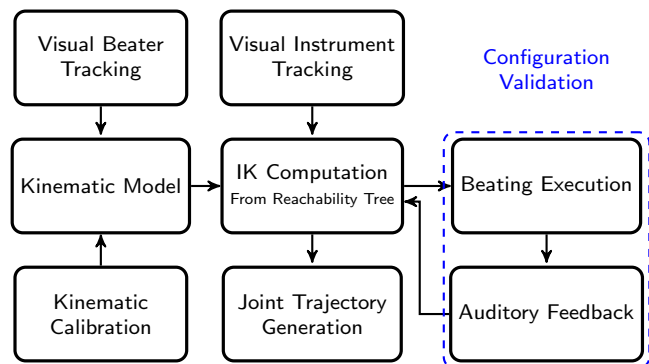 Visual Beater
Tracking
Visual Instrument
Tracking
Configuration
Validation
Kinematic Model
IK Computation
From Reachability Tree
Beating Execution
Kinematic
Calibration
Joint Trajectory
Generation
Auditory Feedback